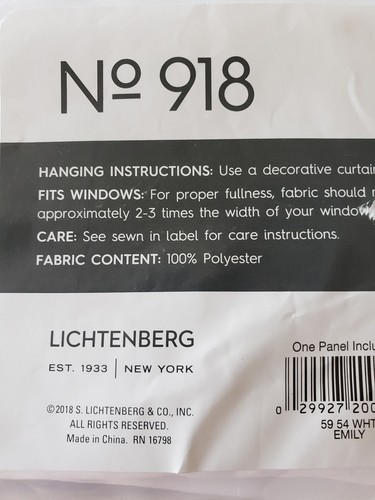 Nº 918
HANGING INSTRUCTIONS: Use a decorative curtain
FITS WINDOWS: For proper fullness, fabric should
approximately 2-3 times the width of your window
CARE: See sewn in label for care instructions.
FABRIC CONTENT: 100% Polyester
LICHTENBERG
EST. 1933 | NEW YORK
One Panel Inclu
©2018 S. LICHTENBERG & CO., INC.
ALL RIGHTS RESERVED.
Made in China. RN 16798
0 29927 200
59 54 WHT
EMILY